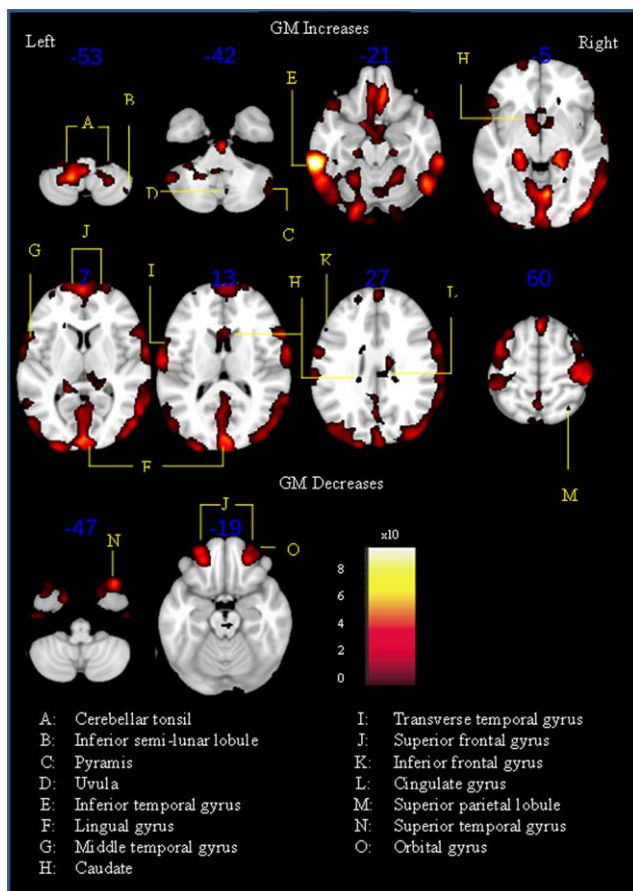 GM Increases
Left
Right
-53
-42
-21
-5
E
H
B
A
D
C
J
G
I
H
K
L
7
13
27
60
F
M
GM Decreases
J
-47
-19
N
O
x10
8
6
4
2
0
A: Cerebellar tonsil
B: Inferior semi-lunar lobule
C: Pyramis
D: Uvula
E: Inferior temporal gyrus
F: Lingual gyrus
G: Middle temporal gyrus
H: Caudate
I: Transverse temporal gyrus
J: Superior frontal gyrus
K: Inferior frontal gyrus
L: Cingulate gyrus
M: Superior parietal lobule
N: Superior temporal gyrus
O: Orbital gyrus